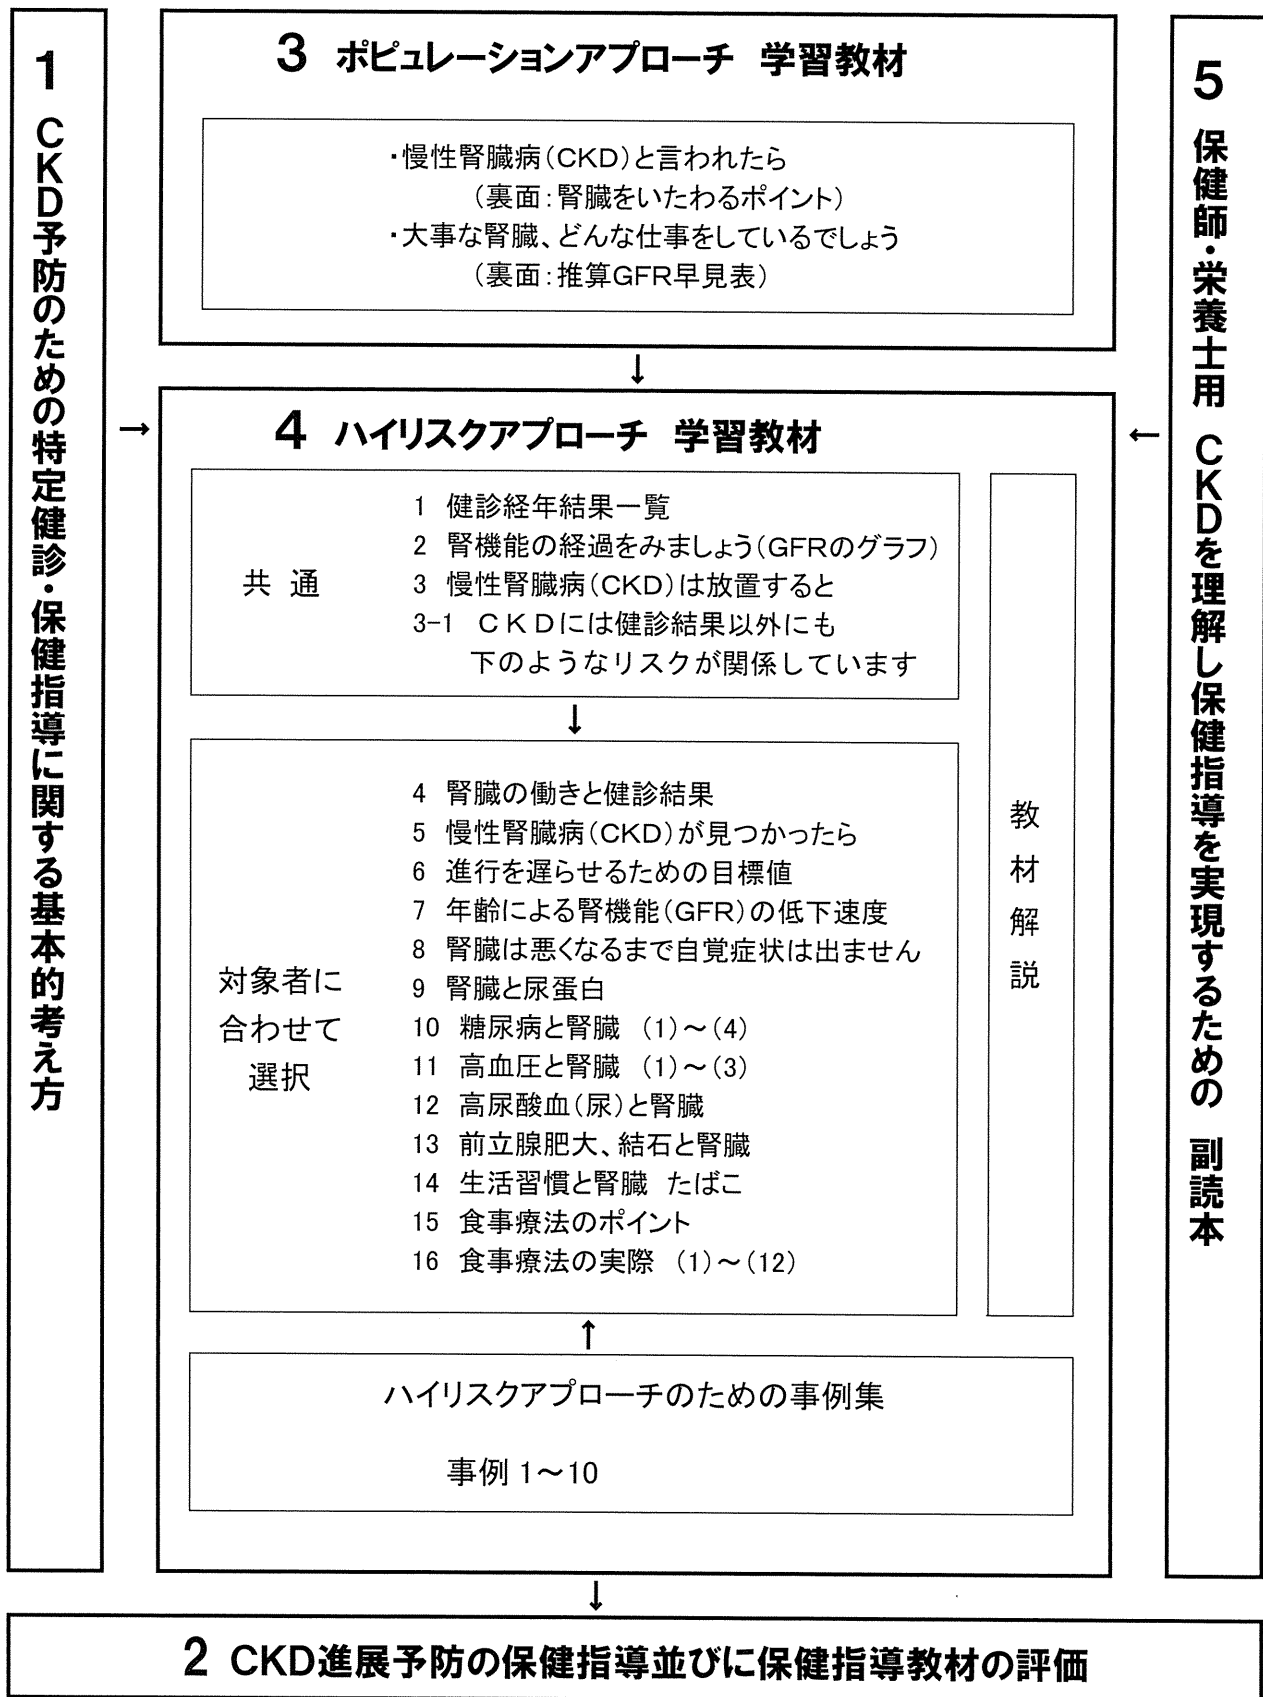 1 CKD予防のための特定健診・保健指導に関する基本的考え方
3 ポピュレーションアプローチ 学習教材
・慢性腎臓病(CKD)と言われたら
(裏面:腎臓をいたわるポイント)
・大事な腎臓、どんな仕事をしているでしょう
(裏面:推算GFR早見表)
↓
→
4 ハイリスクアプローチ 学習教材
←
共 通
1 健診経年結果一覧
2 腎機能の経過をみましょう(GFRのグラフ)
3 慢性腎臓病(CKD)は放置すると
3-1 CKDには健診結果以外にも
下のようなリスクが関係しています
↓
対象者に
合わせて
選択
4 腎臓の働きと健診結果
5 慢性腎臓病(CKD)が見つかったら
6 進行を遅らせるための目標値
7 年齢による腎機能(GFR)の低下速度
8 腎臓は悪くなるまで自覚症状は出ません
9 腎臓と尿蛋白
10 糖尿病と腎臓 (1)~(4)
11 高血圧と腎臓 (1)~(3)
12 高尿酸血(尿)と腎臓
13 前立腺肥大、結石と腎臓
14 生活習慣と腎臓 たばこ
15 食事療法のポイント
16 食事療法の実際 (1)~(12)
教材解説
↑
ハイリスクアプローチのための事例集
事例 1~10
↓
5 保健師・栄養士用 CKDを理解し保健指導を実現するための 副読本
2 CKD進展予防の保健指導並びに保健指導教材の評価